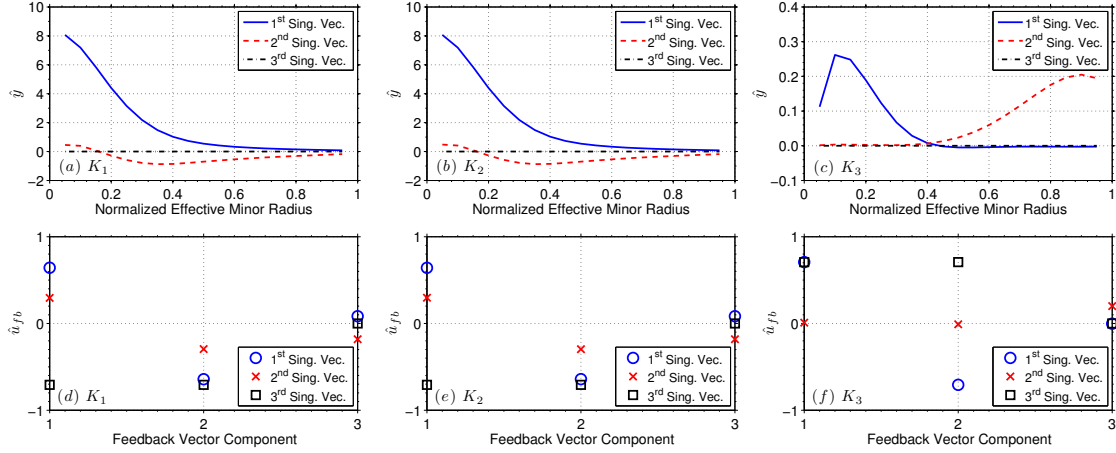 10
8
6
4
2
0
−2
ŷ
1st Sing. Vec.
2nd Sing. Vec.
3rd Sing. Vec.
(a) K1
0 0.2 0.4 0.6 0.8 1
Normalized Effective Minor Radius
10
8
6
4
2
0
−2
ŷ
1st Sing. Vec.
2nd Sing. Vec.
3rd Sing. Vec.
(b) K2
0 0.2 0.4 0.6 0.8 1
Normalized Effective Minor Radius
0.4
0.3
0.2
0.1
0.0
−0.1
ŷ
1st Sing. Vec.
2nd Sing. Vec.
3rd Sing. Vec.
(c) K3
0 0.2 0.4 0.6 0.8 1
Normalized Effective Minor Radius
1
0
−1
ûfb
1st Sing. Vec.
2nd Sing. Vec.
3rd Sing. Vec.
(d) K1
1 2 3
Feedback Vector Component
1
0
−1
ûfb
1st Sing. Vec.
2nd Sing. Vec.
3rd Sing. Vec.
(e) K2
1 2 3
Feedback Vector Component
1
0
−1
ûfb
1st Sing. Vec.
2nd Sing. Vec.
3rd Sing. Vec.
(f) K3
1 2 3
Feedback Vector Component